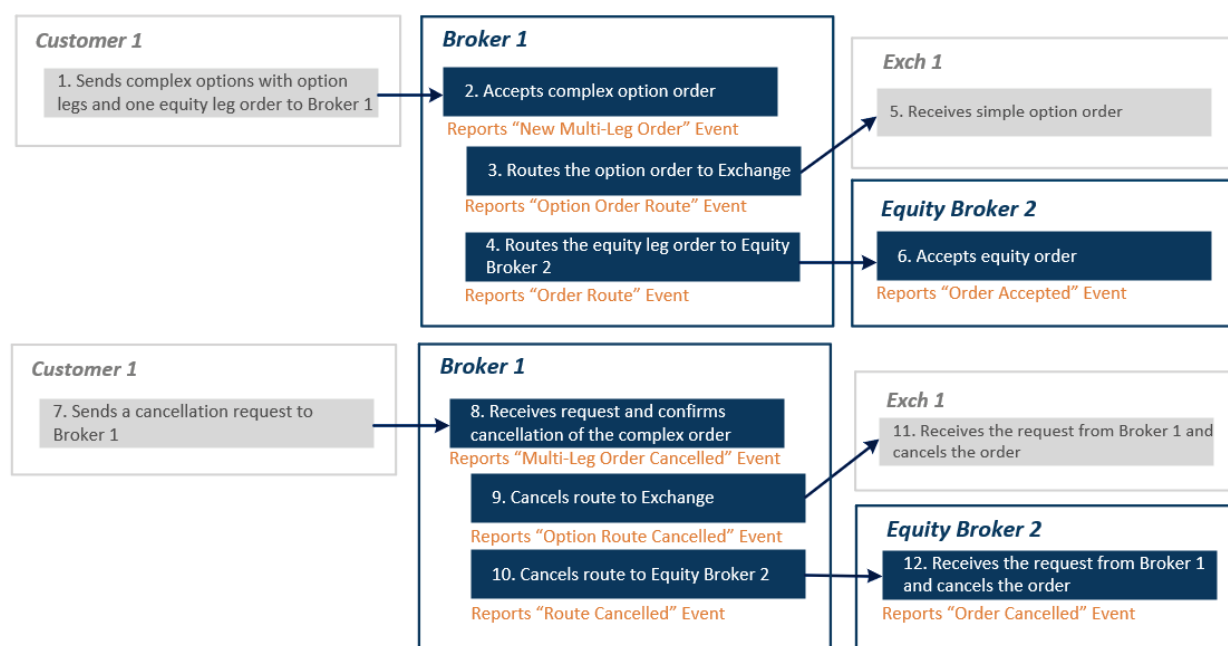 Customer 1
1. Sends complex options with option
legs and one equity leg order to Broker 1
Broker 1
2. Accepts complex option order
Reports “New Multi-Leg Order” Event
3. Routes the option order to Exchange
Reports “Option Order Route” Event
4. Routes the equity leg order to Equity
Broker 2
Reports “Order Route” Event
Exch 1
5. Receives simple option order
Equity Broker 2
6. Accepts equity order
Reports “Order Accepted” Event
Customer 1
7. Sends a cancellation request to
Broker 1
Broker 1
8. Receives request and confirms
cancellation of the complex order
Reports “Multi-Leg Order Cancelled” Event
9. Cancels route to Exchange
Reports “Option Route Cancelled” Event
10. Cancels route to Equity Broker 2
Reports “Route Cancelled” Event
Exch 1
11. Receives the request from Broker 1 and
cancels the order
Equity Broker 2
12. Receives the request from Broker 1
and cancels the order
Reports “Order Cancelled” Event